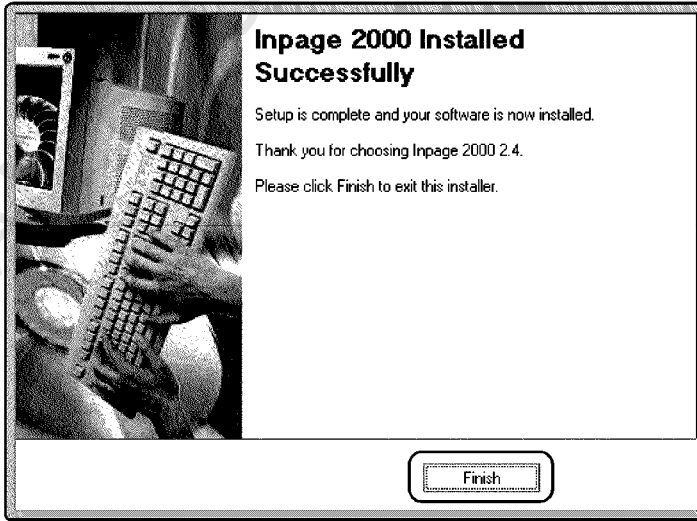 Inpage 2000 Installed
Successfully
Setup is complete and your software is now installed.
Thank you for choosing Inpage 2000 2.4.
Please click Finish to exit this installer.
Finish